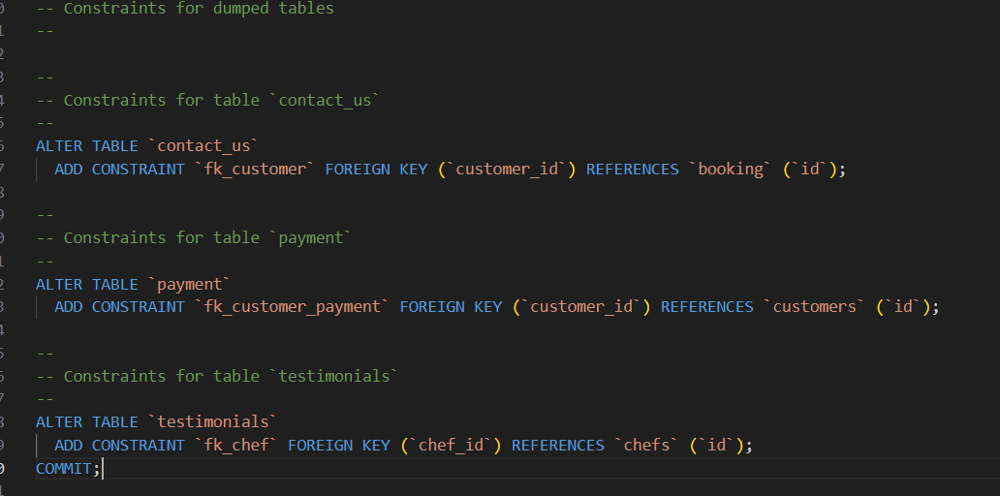 -- Constraints for dumped tables
--
--
-- Constraints for table `contact_us`
--
ALTER TABLE `contact_us`
ADD CONSTRAINT `fk_customer` FOREIGN KEY (`customer_id`) REFERENCES `booking` (`id`);
--
-- Constraints for table `payment`
--
ALTER TABLE `payment`
ADD CONSTRAINT `fk_customer_payment` FOREIGN KEY (`customer_id`) REFERENCES `customers` (`id`);
--
-- Constraints for table `testimonials`
--
ALTER TABLE `testimonials`
ADD CONSTRAINT `fk_chef` FOREIGN KEY (`chef_id`) REFERENCES `chefs` (`id`);
COMMIT;